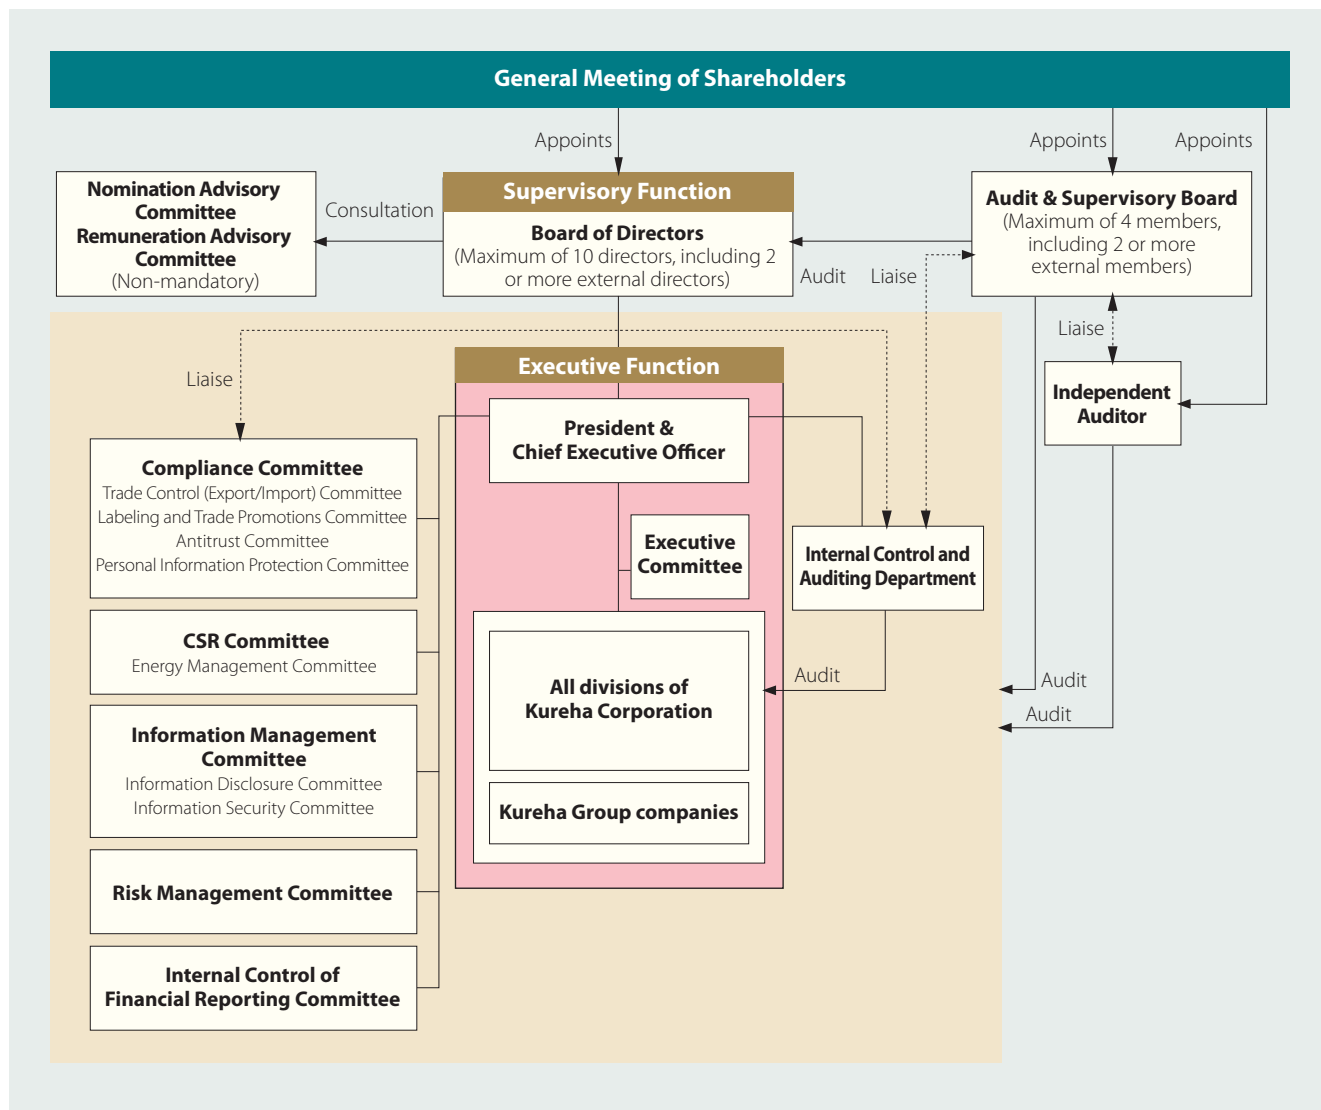 General Meeting of Shareholders
Appoints
Appoints
Appoints
Nomination Advisory
Committee
Remuneration Advisory
Committee
(Non-mandatory)
Consultation
Supervisory Function
Board of Directors
(Maximum of 10 directors, including 2
or more external directors)
Audit
Liaise
Audit & Supervisory Board
(Maximum of 4 members,
including 2 or more
external members)
Liaise
Independent
Auditor
Liaise
Executive Function
President &
Chief Executive Officer
Executive
Committee
Internal Control and
Auditing Department
Compliance Committee
Trade Control (Export/Import) Committee
Labeling and Trade Promotions Committee
Antitrust Committee
Personal Information Protection Committee
CSR Committee
Energy Management Committee
Information Management
Committee
Information Disclosure Committee
Information Security Committee
Risk Management Committee
Internal Control of
Financial Reporting Committee
All divisions of
Kureha Corporation
Kureha Group companies
Audit
Audit
Audit